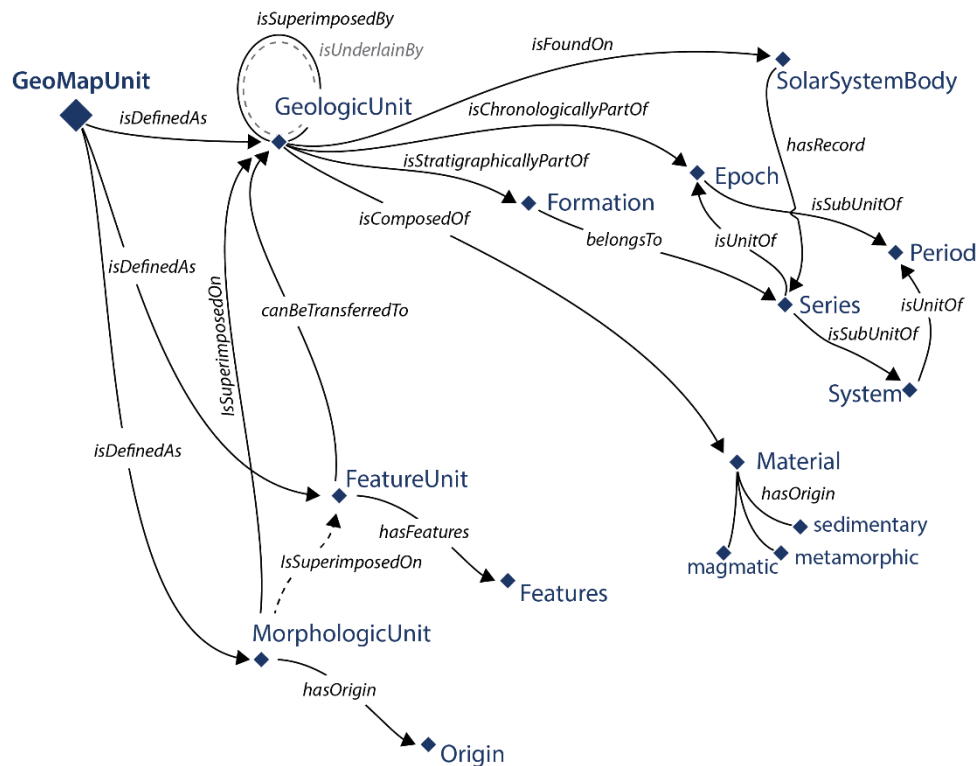 isSuperimposedBy
isUnderlainBy
isFoundOn
GeoMapUnit
SolarSystemBody
GeologicUnit
isDefinedAs
isChronologicallyPartOf
hasRecord
isStratigraphicallyPartOf
Epoch
isComposedOf
Formation
isSubUnitOf
belongsTo
isUnitOf
Period
isDefinedAs
IsSuperimposedOn
canBeTransferredTo
Series
isUnitOf
isSubUnitOf
System
isDefinedAs
FeatureUnit
Material
hasOrigin
hasFeatures
sedimentary
IsSuperimposedOn
magmatic
metamorphic
Features
MorphologicUnit
hasOrigin
Origin